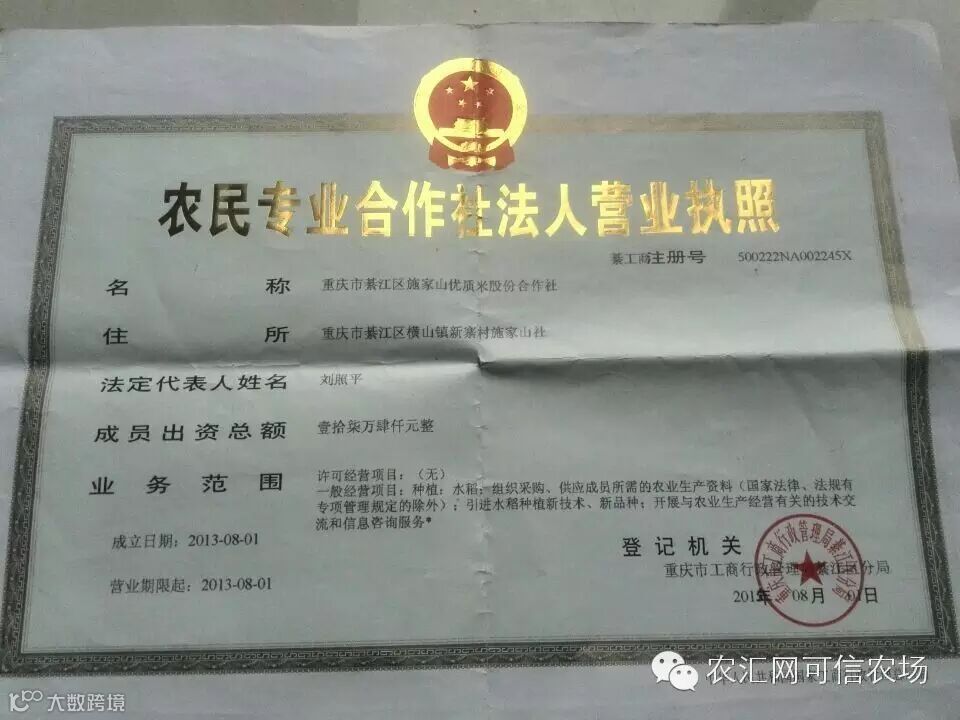 农民专业合作社法人营业执照
綦工商注册号 500222NA002245X
名称 重庆市綦江区施家山优质米股份合作社
住所 重庆市綦江区横山镇新寨村施家山社
法定代表人姓名 刘照平
成员出资总额 壹拾柒万肆仟元整
业务范围 许可经营项目：（无）
一般经营项目：种植：水稻；组织采购、供应成员所需的农业生产资料（国家法律、法规有
专项管理规定的除外）；引进水稻种植新技术、新品种；开展与农业生产经营有关的技术交
流和信息咨询服务*
成立日期：2013-08-01
营业期限起：2013-08-01
登记机关
重庆市工商行政管理局綦江区分局
年08月01日
农汇网可信农场
大数跨境